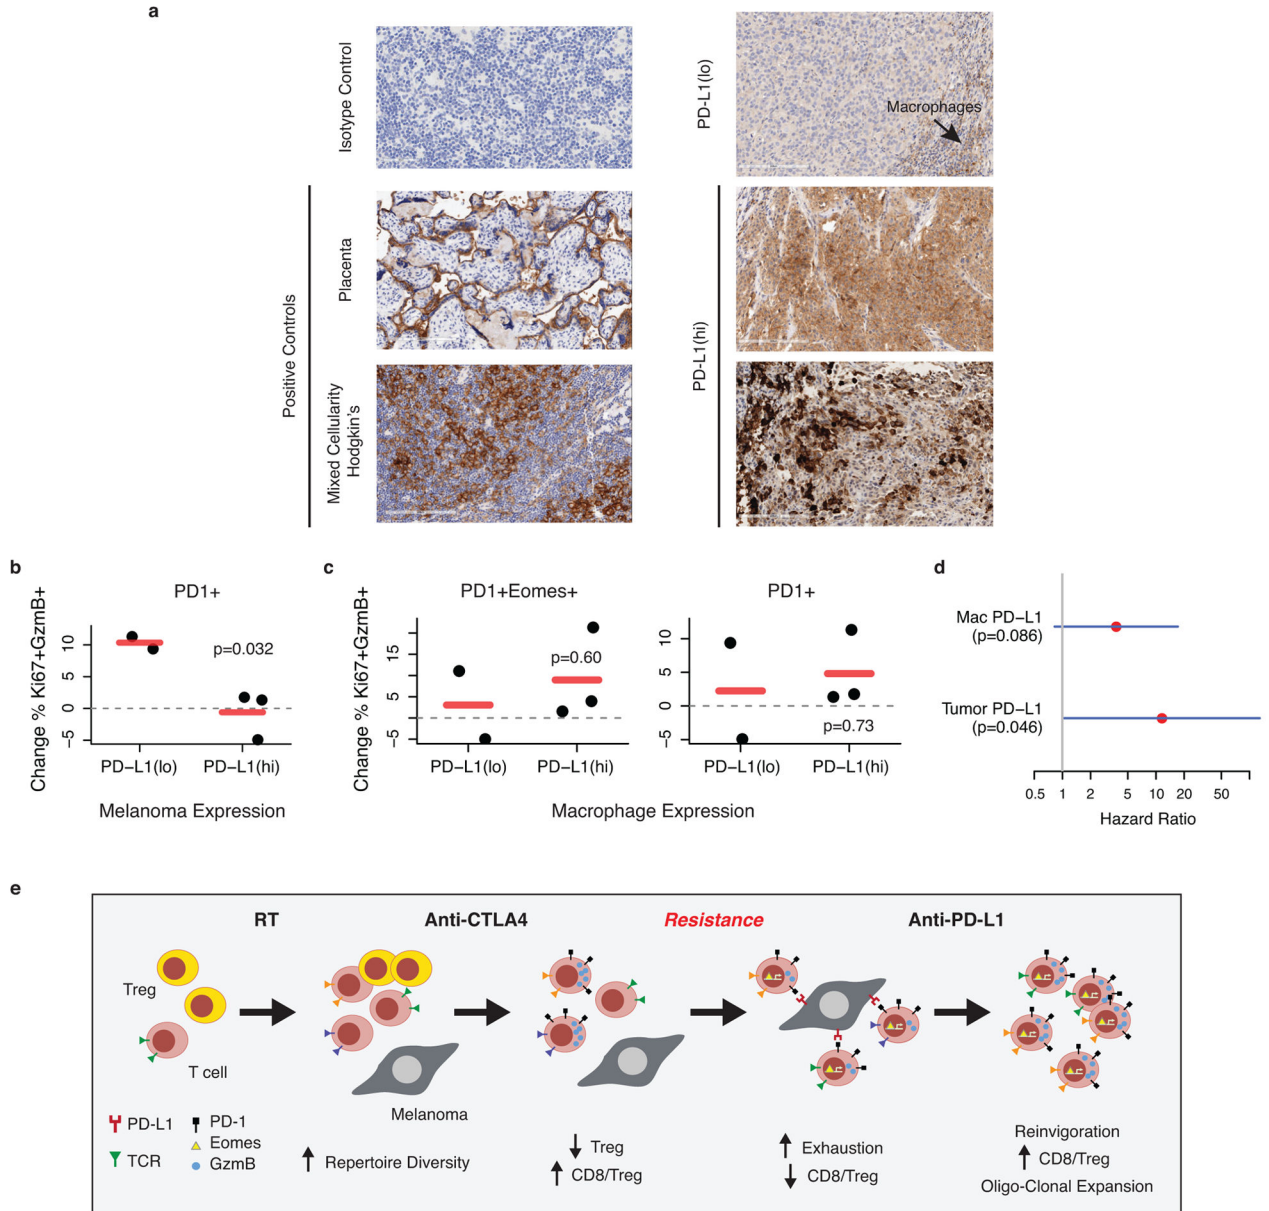 a
Isotype Control
PD-L1(lo)
Macrophages
Positive Controls
Placenta
PD-L1(hi)
Mixed Cellularity
Hodgkin's
b
PD1+
Change % Ki67+GzmB+
10
5
0
−5
p=0.032
PD−L1(lo)
PD−L1(hi)
Melanoma Expression
c
PD1+Eomes+
Change % Ki67+GzmB+
15
5
−5
p=0.60
PD−L1(lo)
PD−L1(hi)
PD1+
10
5
0
−5
p=0.73
PD−L1(lo)
PD−L1(hi)
Macrophage Expression
d
Mac PD−L1
(p=0.086)
Tumor PD−L1
(p=0.046)
0.5 1 2 5 10 20 50
Hazard Ratio
e
RT Anti-CTLA4 Resistance Anti-PD-L1
Treg
T cell
Melanoma
PD-L1
PD-1
Eomes
TCR
GzmB
Repertoire Diversity
Treg
CD8/Treg
Exhaustion
CD8/Treg
Reinvigoration
CD8/Treg
Oligo-Clonal Expansion